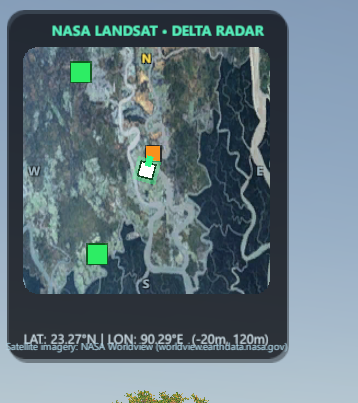 NASA LANDSAT • DELTA RADAR
N
W
E
S
LAT: 23.27°N | LON: 90.29°E (-20m, 120m)
Satellite imagery: NASA Worldview (worldview.earthdata.nasa.gov)